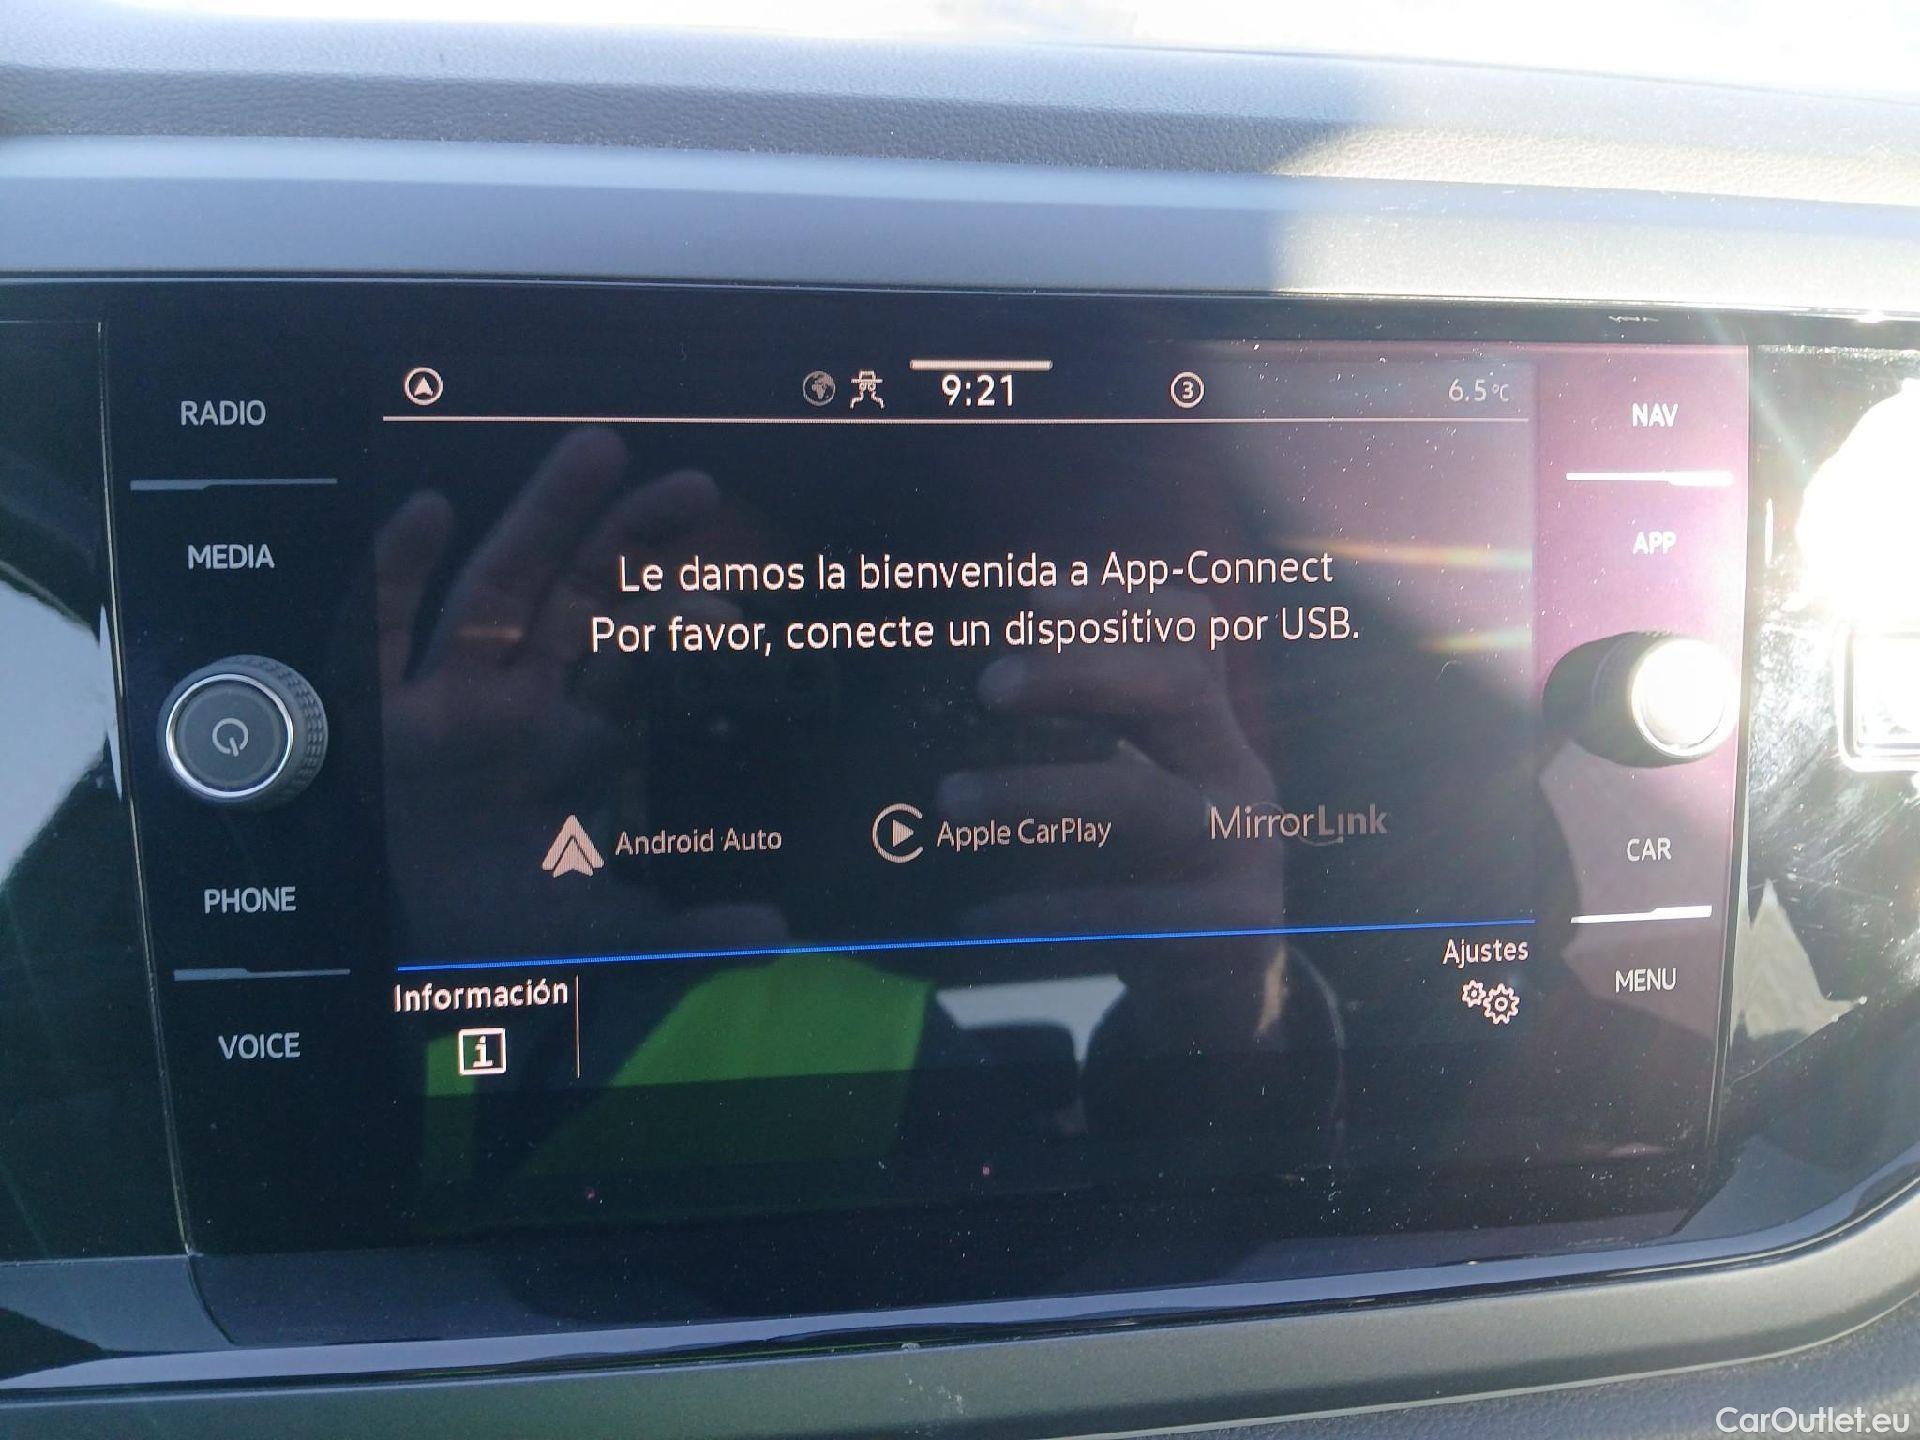 RADIO
MEDIA
PHONE
VOICE
9:21
3
6.5°C
Le damos la bienvenida a App-Connect
Por favor, conecte un dispositivo por USB.
Android Auto
Apple CarPlay
MirrorLink
Información
i
Ajustes
NAV
APP
CAR
MENU
CarOutlet.eu